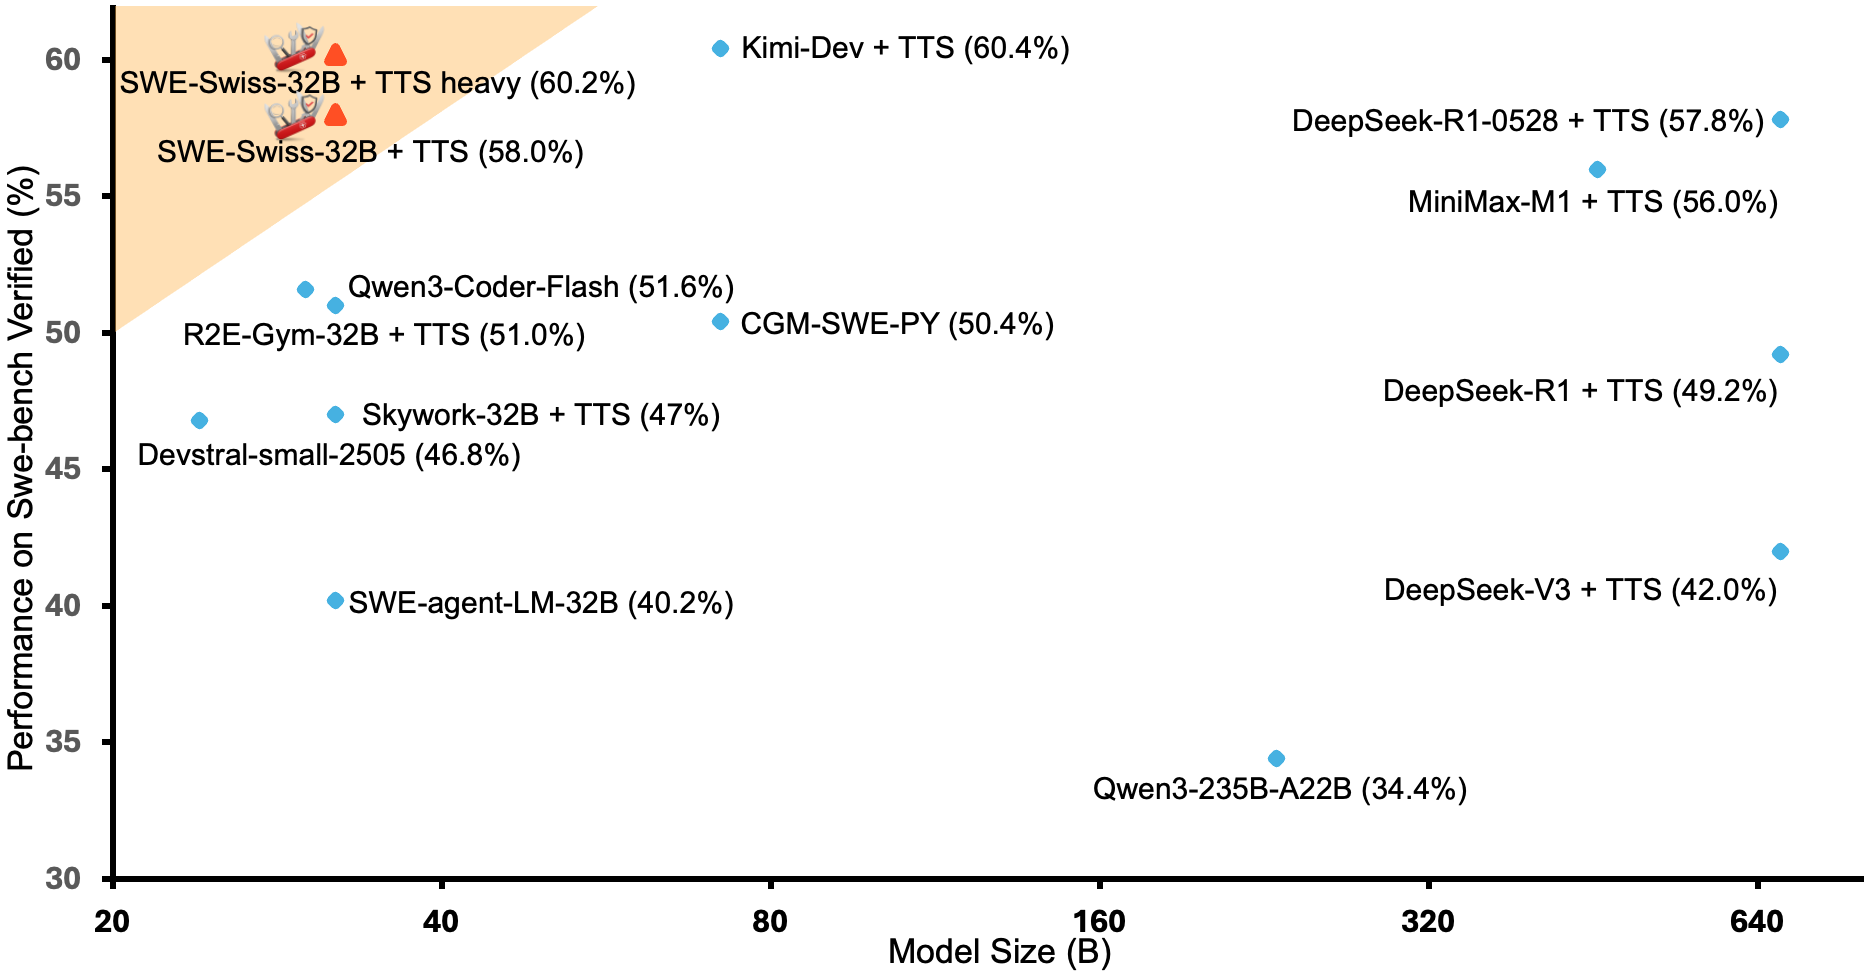 60
SWE-Swiss-32B + TTS heavy (60.2%)
Kimi-Dev + TTS (60.4%)
DeepSeek-R1-0528 + TTS (57.8%)
SWE-Swiss-32B + TTS (58.0%)
55
MiniMax-M1 + TTS (56.0%)
Qwen3-Coder-Flash (51.6%)
R2E-Gym-32B + TTS (51.0%)
50
CGM-SWE-PY (50.4%)
DeepSeek-R1 + TTS (49.2%)
Skywork-32B + TTS (47%)
Devstral-small-2505 (46.8%)
45
DeepSeek-V3 + TTS (42.0%)
40
SWE-agent-LM-32B (40.2%)
35
Qwen3-235B-A22B (34.4%)
30
Performance on Swe-bench Verified (%)
20 40 80 160 320 640
Model Size (B)